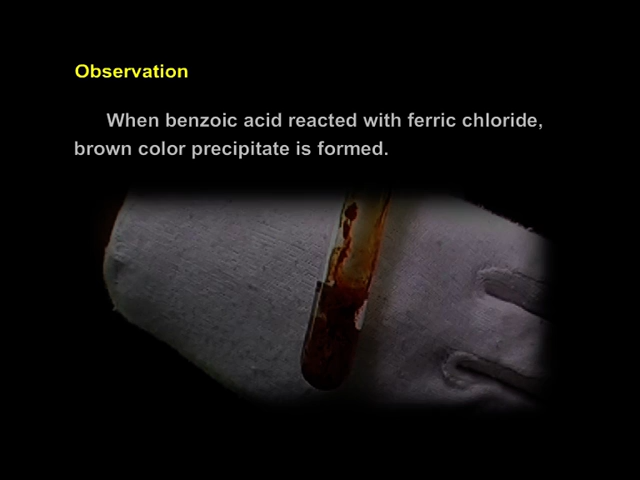 Observation
When benzoic acid reacted with ferric chloride,
brown color precipitate is formed.